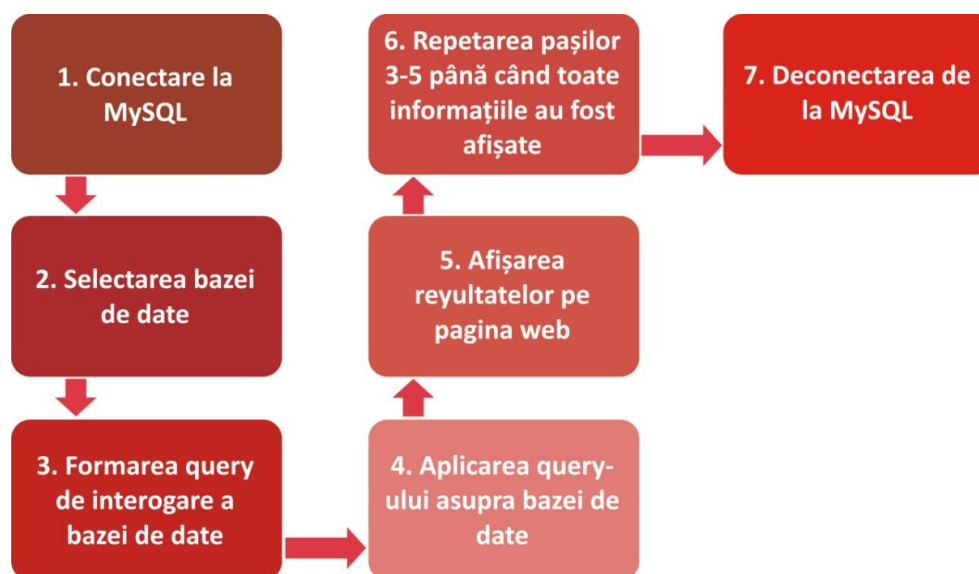 1. Conectare la
MySQL
2. Selectarea bazei
de date
3. Formarea query
de interogare a
bazei de date
4. Aplicarea query-
ului asupra bazei de
date
5. Afișarea
reyultatelor pe
pagina web
6. Repetarea pașilor
3-5 până când toate
informațiile au fost
afișate
7. Deconectarea de
la MySQL